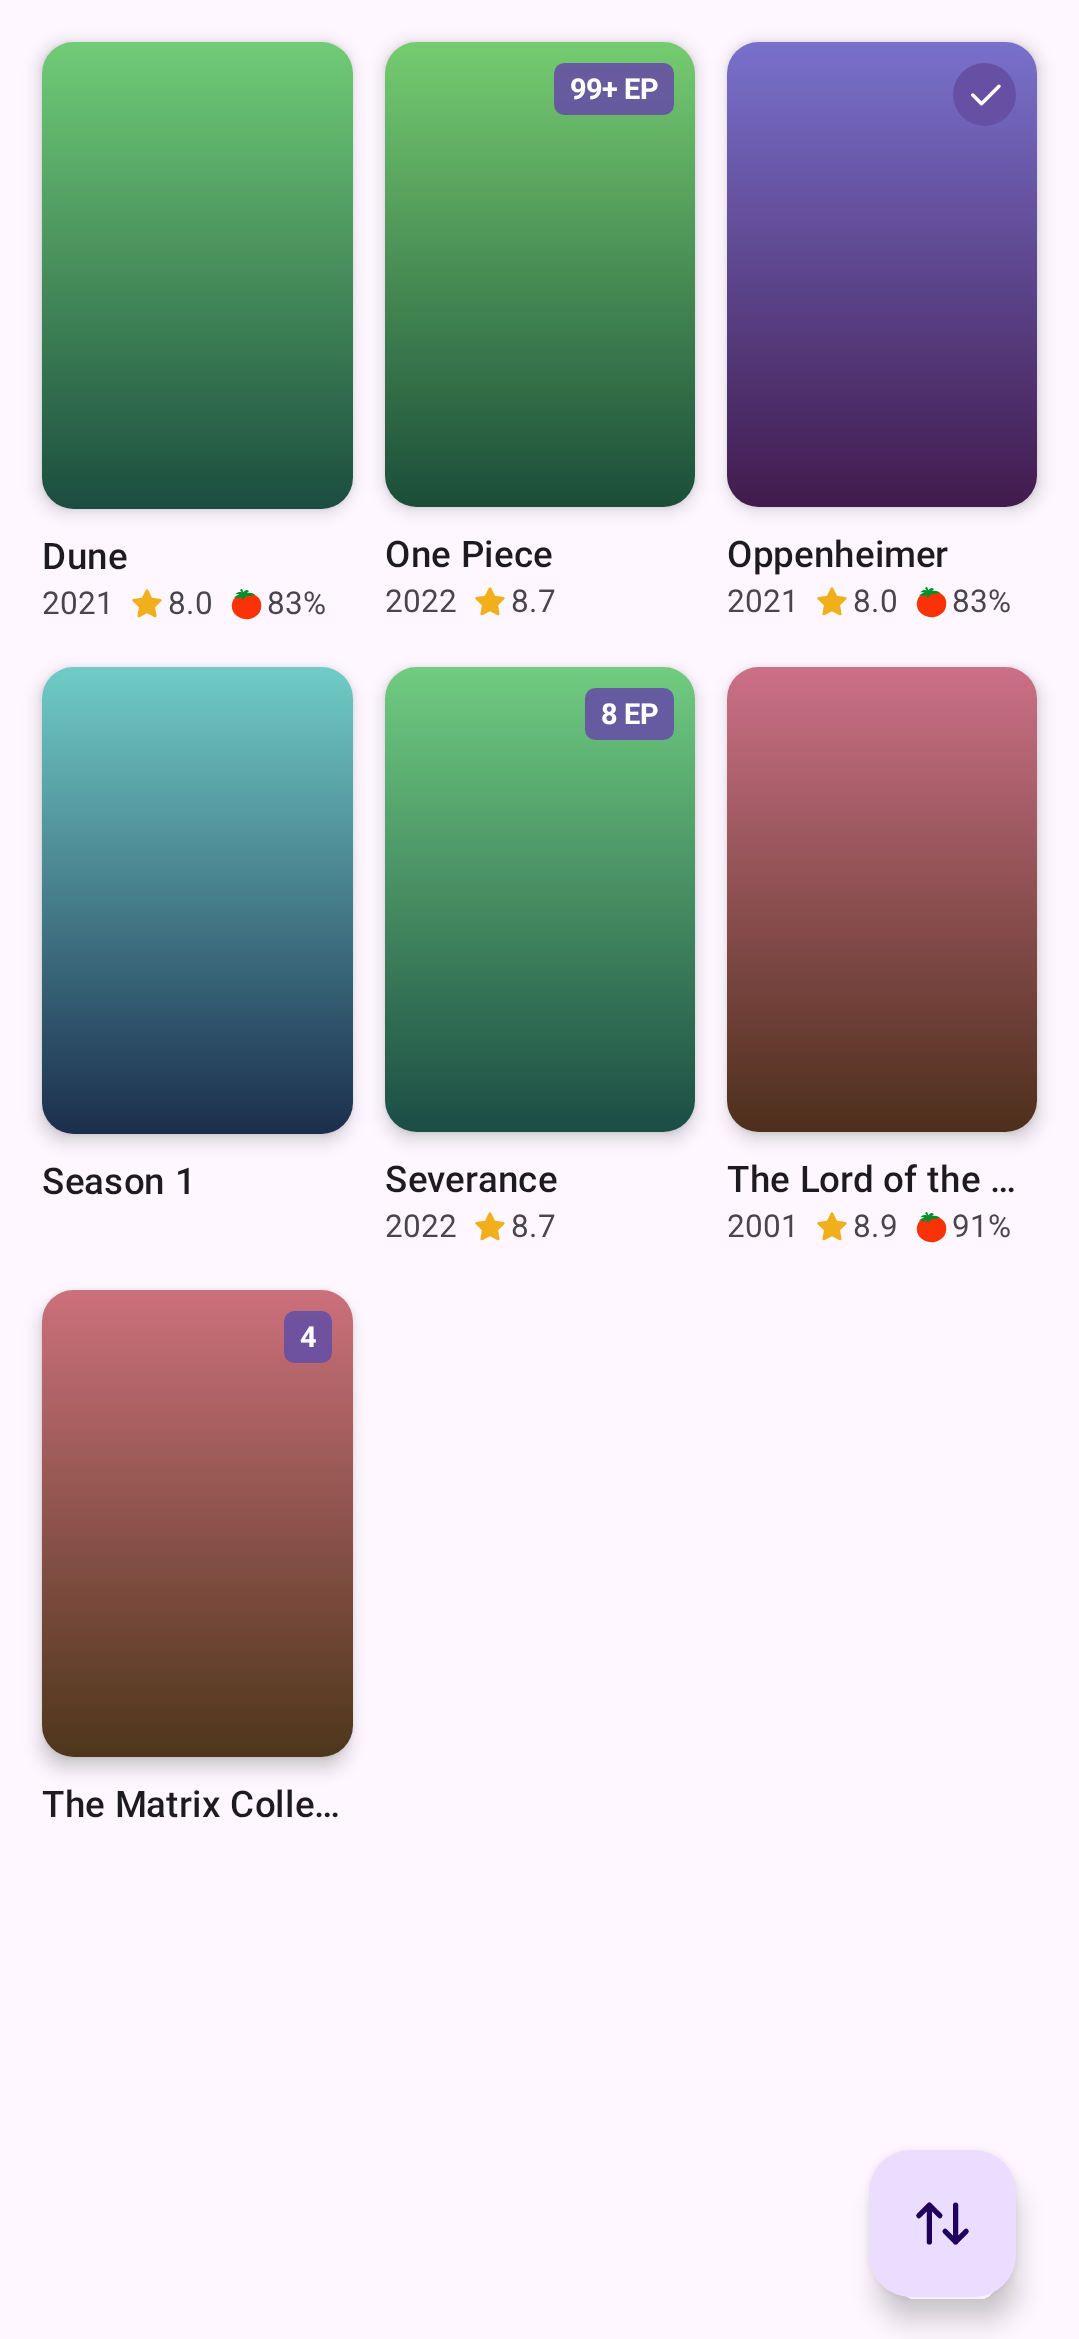 99+ EP
Dune
2021 8.0 83%
One Piece
2022 8.7
Oppenheimer
2021 8.0 83%
8 EP
Season 1
Severance
2022 8.7
The Lord of the ...
2001 8.9 91%
4
The Matrix Colle...